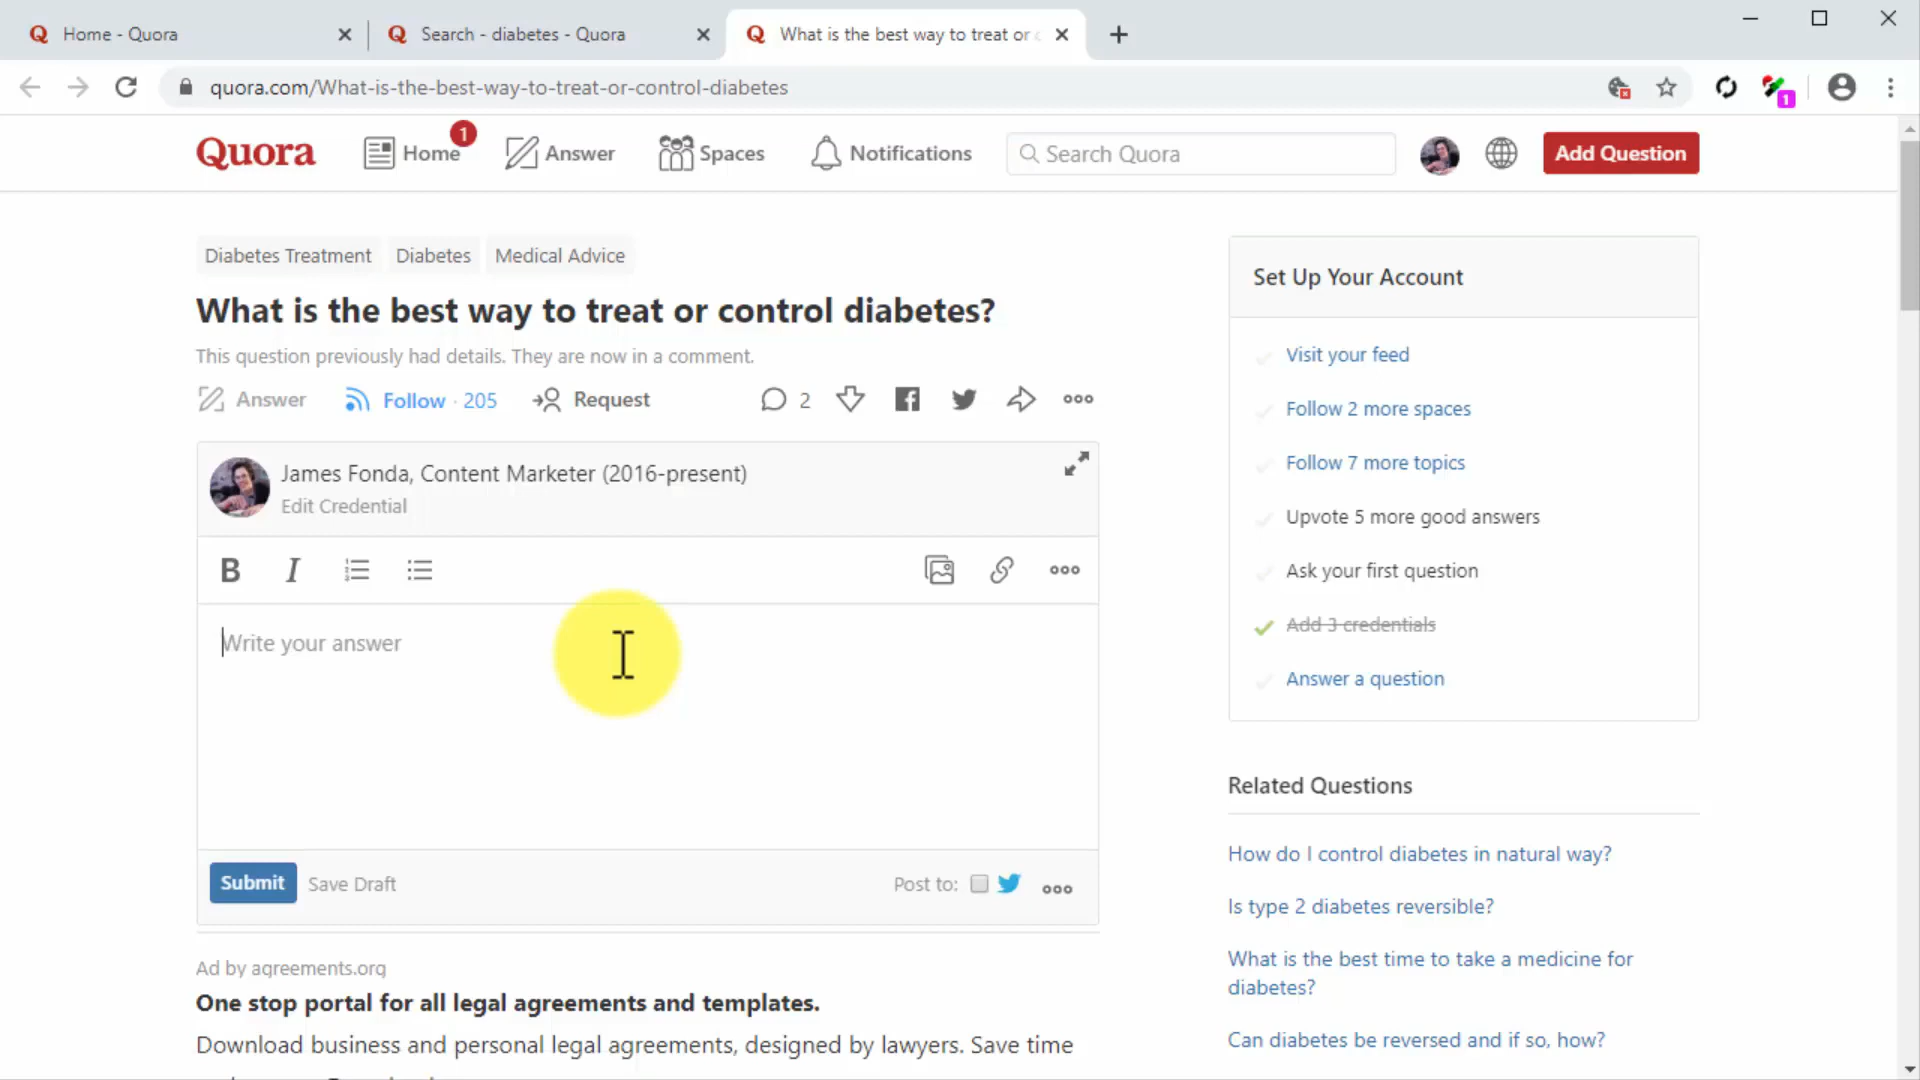 Home - Quora
Search - diabetes - Quora
What is the best way to treat or c
quora.com/What-is-the-best-way-to-treat-or-control-diabetes
1
Quora
Home
1
Answer
Spaces
Notifications
Search Quora
Add Question
Diabetes Treatment
Diabetes
Medical Advice
What is the best way to treat or control diabetes?
This question previously had details. They are now in a comment.
Answer
Follow · 205
Request
2
James Fonda, Content Marketer (2016-present)
Edit Credential
B I
Write your answer
Submit
Save Draft
Post to:
Ad by agreements.org
One stop portal for all legal agreements and templates.
Download business and personal legal agreements, designed by lawyers. Save time
Set Up Your Account
Visit your feed
Follow 2 more spaces
Follow 7 more topics
Upvote 5 more good answers
Ask your first question
Add 3 credentials
Answer a question
Related Questions
How do I control diabetes in natural way?
Is type 2 diabetes reversible?
What is the best time to take a medicine for
diabetes?
Can diabetes be reversed and if so, how?